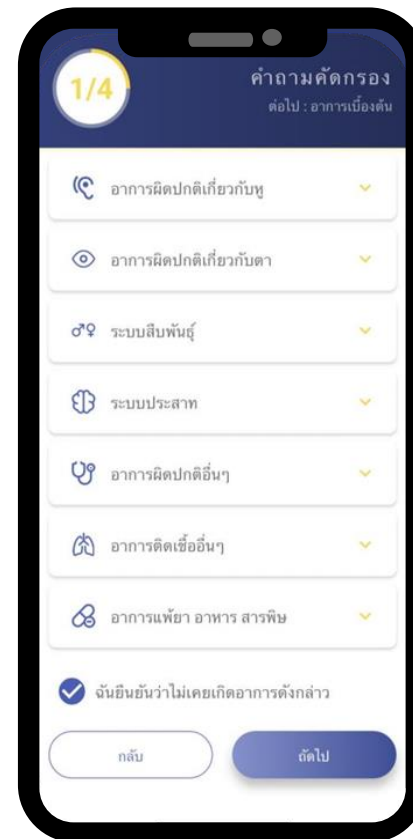 1/4
คำถามคัดกรอง
ต่อไป : อาการเบื้องต้น
อาการผิดปกติเกี่ยวกับหู
อาการผิดปกติเกี่ยวกับตา
ระบบสืบพันธุ์
ระบบประสาท
อาการผิดปกติอื่นๆ
อาการติดเชื้ออื่นๆ
อาการแพ้ยา อาหาร สารพิษ
ฉันยืนยันว่าไม่เคยเกิดอาการดังกล่าว
กลับ
ถัดไป